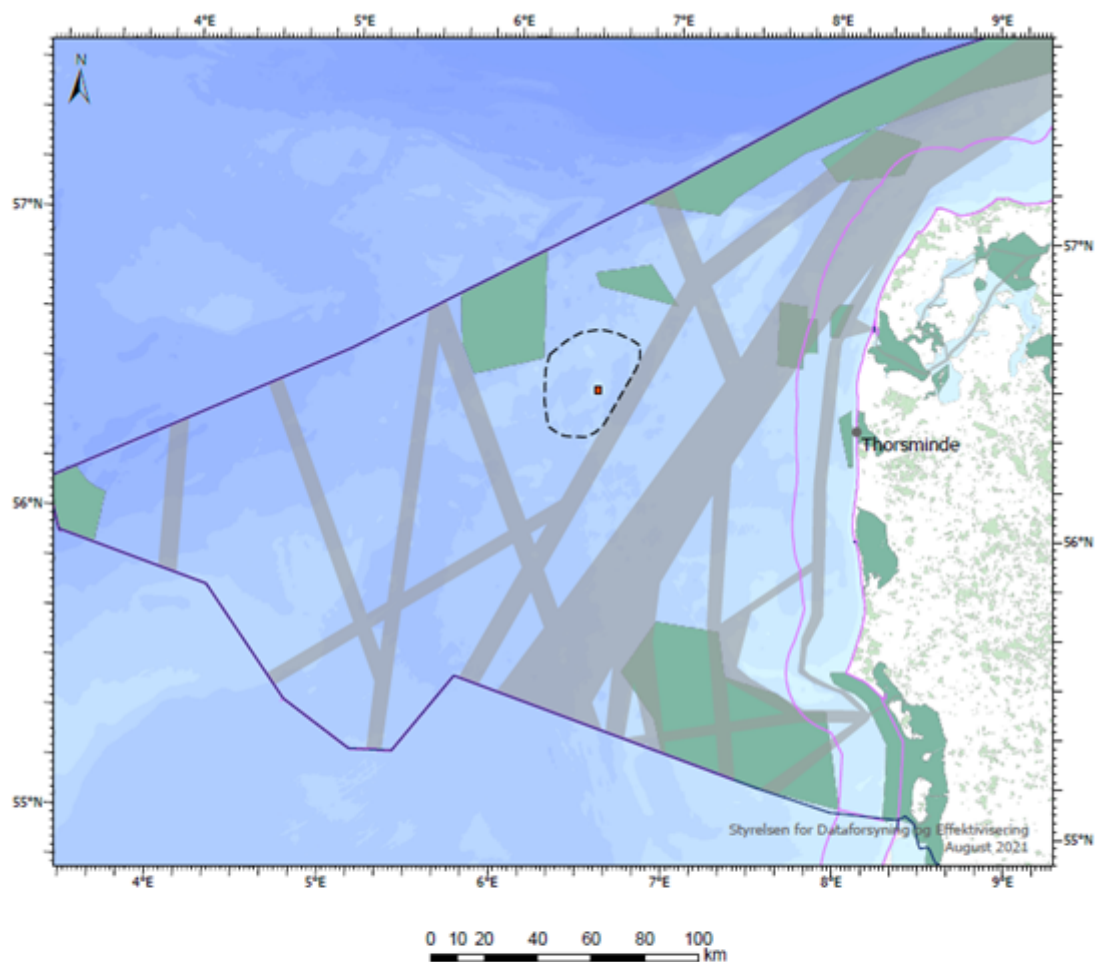 4°E 5°E 6°E 7°E 8°E 9°E
N
57°N
57°N
56°N
Thorsminde
56°N
55°N
55°N
Styrelsen for Dataforsyning og Effektivisering
August 2021
4°E 5°E 6°E 7°E 8°E 9°E
0 10 20 40 60 80 100
km